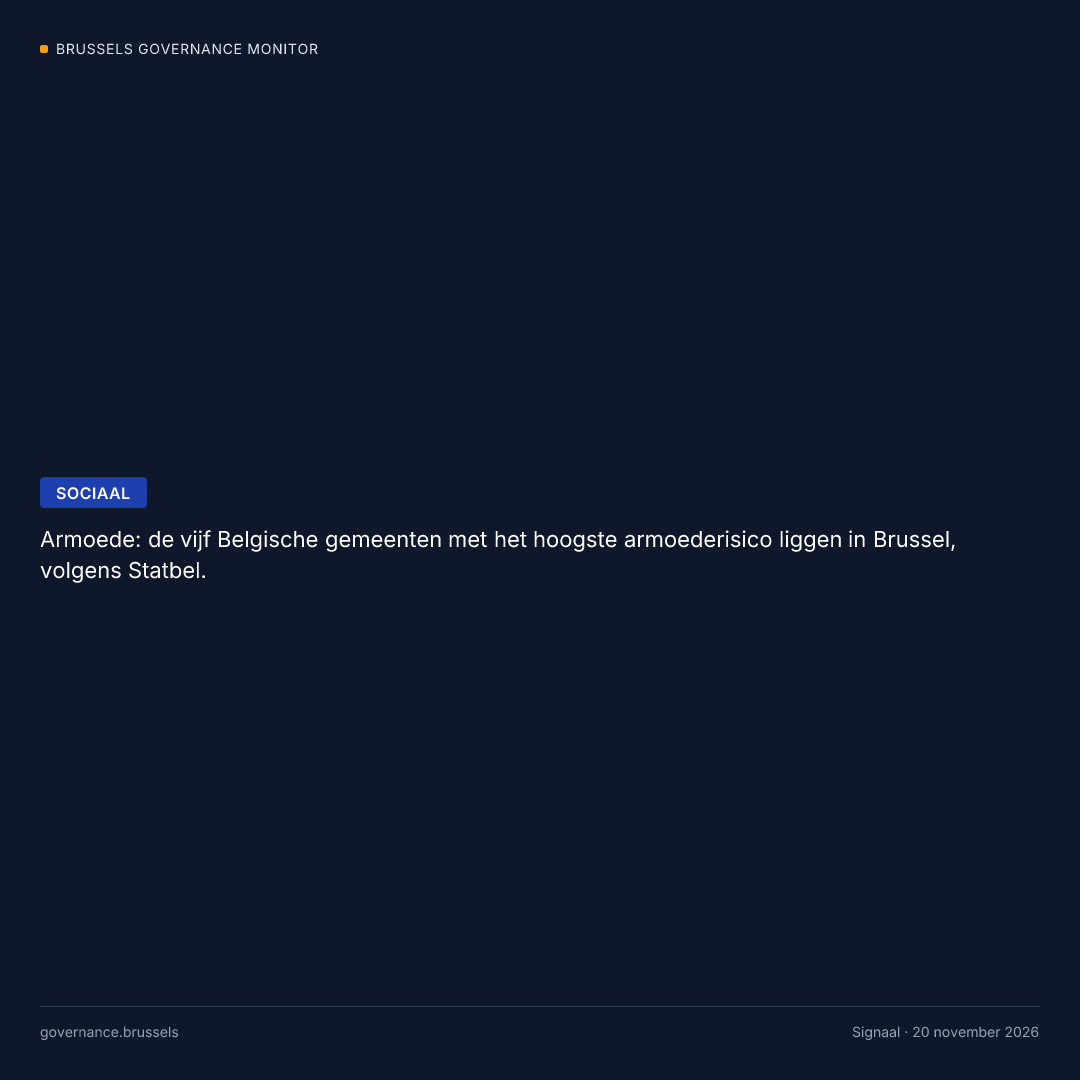 BRUSSELS GOVERNANCE MONITOR
SOCIAAL
Armoede: de vijf Belgische gemeenten met het hoogste armoederisico liggen in Brussel,
volgens Statbel.
governance.brussels
Signaal · 20 november 2026